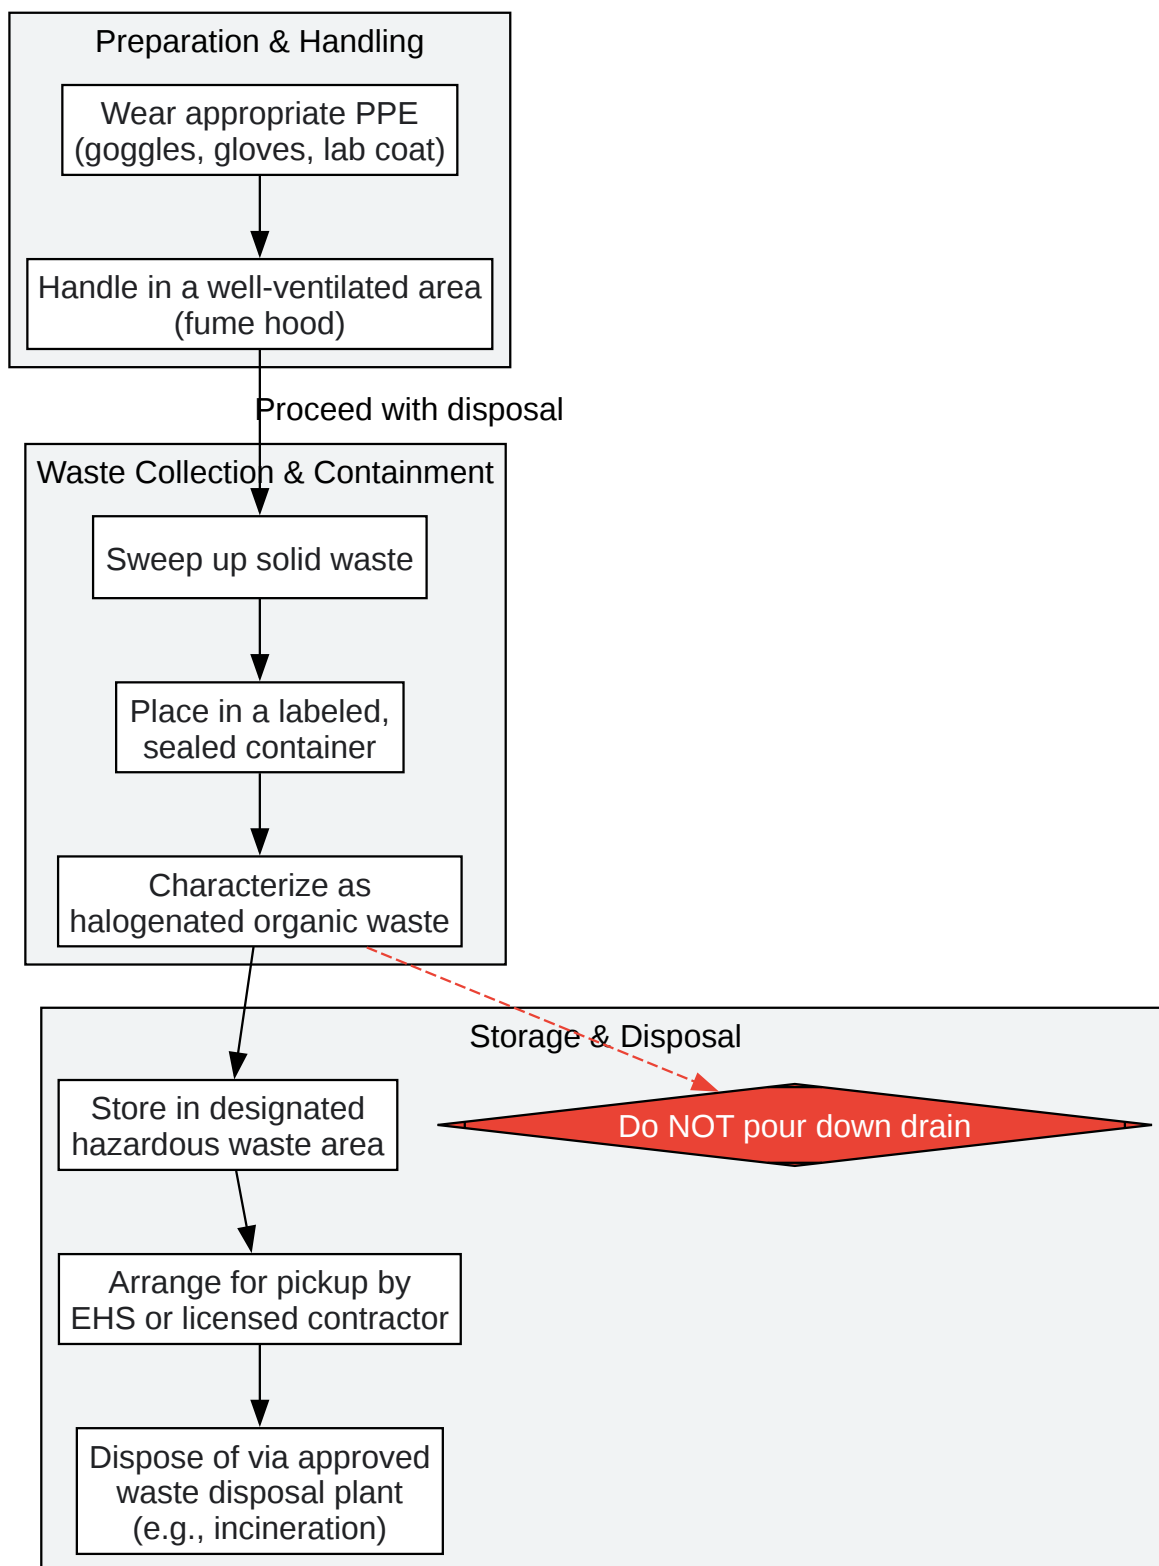 Preparation & Handling
Wear appropriate PPE
(goggles, gloves, lab coat)
Handle in a well-ventilated area
(fume hood)
Proceed with disposal
Waste Collection & Containment
Sweep up solid waste
Place in a labeled,
sealed container
Characterize as
halogenated organic waste
Storage & Disposal
Store in designated
hazardous waste area
Do NOT pour down drain
Arrange for pickup by
EHS or licensed contractor
Dispose of via approved
waste disposal plant
(e.g., incineration)